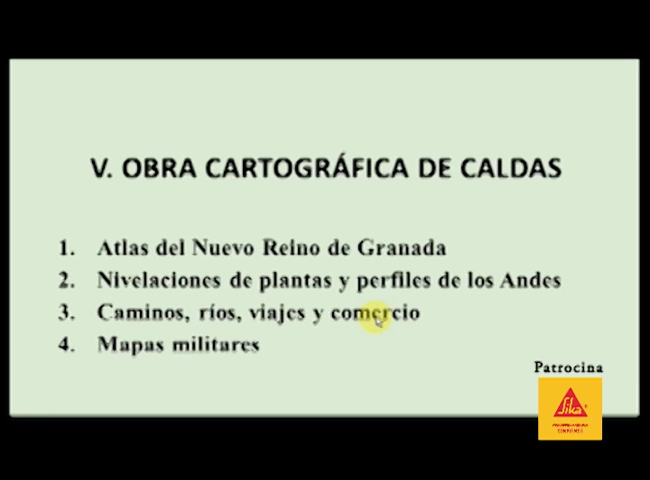 V. OBRA CARTOGRÁFICA DE CALDAS
1. Atlas del Nuevo Reino de Granada
2. Nivelaciones de plantas y perfiles de los Andes
3. Caminos, ríos, viajes y comercio
4. Mapas militares
Patrocina
Sika